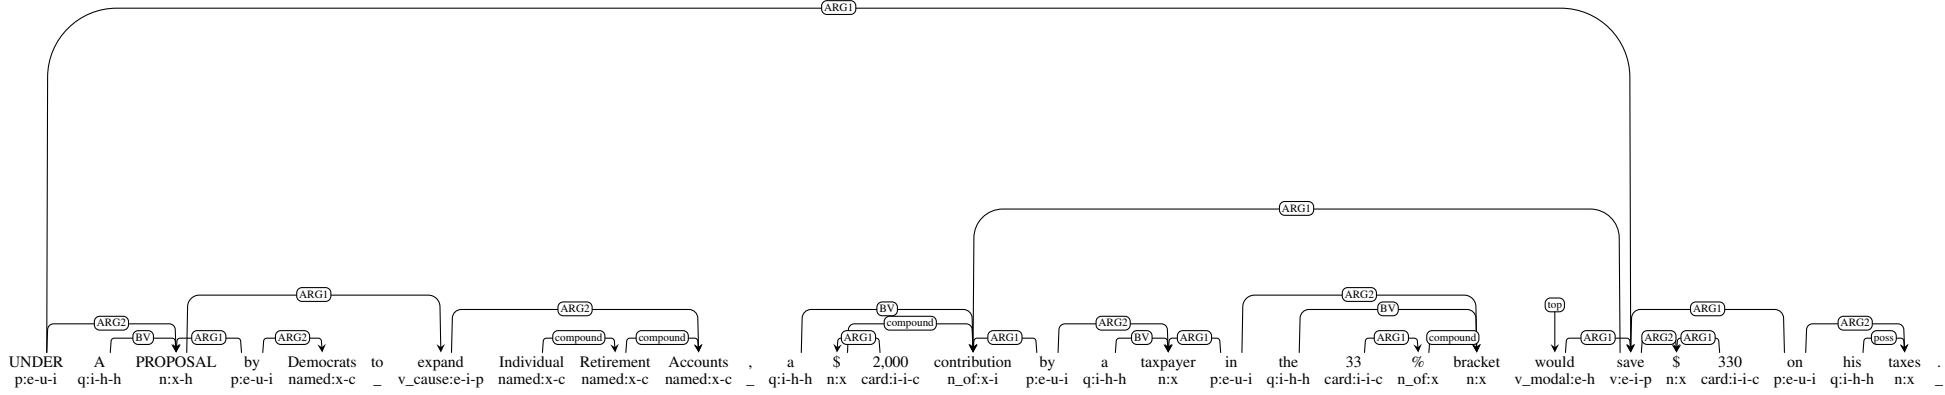 ARG1
ARG1
ARG1 ARG2 BV ARG2 BV top ARG1
ARG2 compound ARG2 ARG2
BV ARG1 ARG2 compound compound ARG1 ARG1 BV ARG1 ARG1 compound ARG1 ARG2 ARG1 poss
UNDER A PROPOSAL by Democrats to expand Individual Retirement Accounts , a $ 2,000 contribution by a taxpayer in the 33 % bracket would save $ 330 on his taxes .
p:e-u-i q:i-h-h n:x-h p:e-u-i named:x-c _ v_cause:e-i-p named:x-c named:x-c named:x-c _ q:i-h-h n:x card:i-i-c n_of:x-i p:e-u-i q:i-h-h n:x p:e-u-i q:i-h-h card:i-i-c n_of:x n:x v_modal:e-h v:e-i-p n:x card:i-i-c p:e-u-i q:i-h-h n:x _